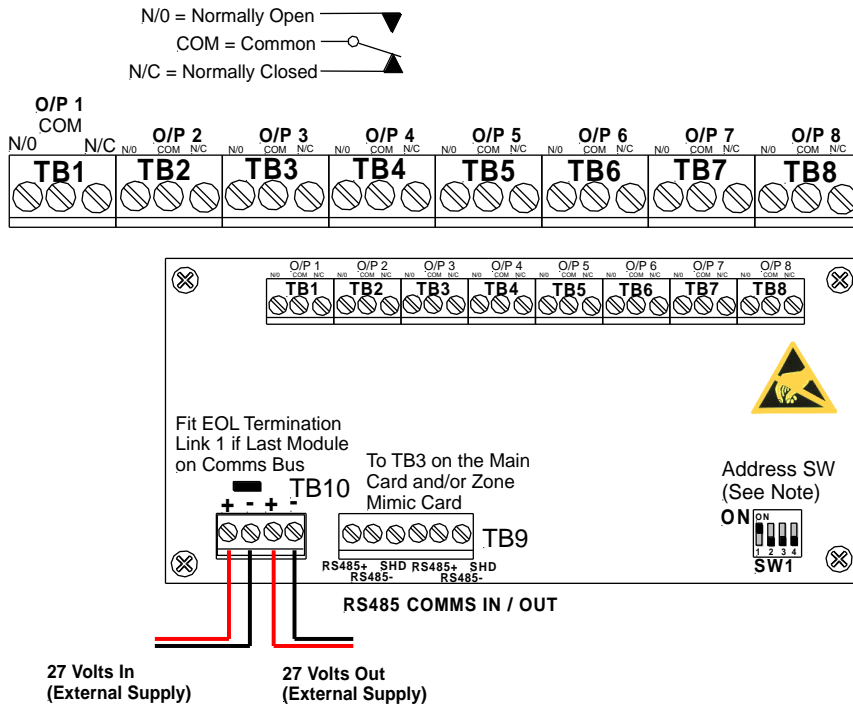 N/0 = Normally Open
COM = Common
N/C = Normally Closed
O/P 1
COM
N/0 N/C
O/P 2 O/P 3 O/P 4 O/P 5 O/P 6 O/P 7 O/P 8
N/0 COM N/C N/0 COM N/C N/0 COM N/C N/0 COM N/C N/0 COM N/C N/0 COM N/C N/0 COM N/C
TB1 TB2 TB3 TB4 TB5 TB6 TB7 TB8
O/P 1 O/P 2 O/P 3 O/P 4 O/P 5 O/P 6 O/P 7 O/P 8
N/0 COM N/C N/0 COM N/C N/0 COM N/C N/0 COM N/C N/0 COM N/C N/0 COM N/C N/0 COM N/C N/0 COM N/C
TB1 TB2 TB3 TB4 TB5 TB6 TB7 TB8
Fit EOL Termination
Link 1 if Last Module
on Comms Bus
+ - + -
TB10
To TB3 on the Main
Card and/or Zone
Mimic Card
TB9
RS485+ SHD RS485+ SHD
RS485- RS485-
RS485 COMMS IN / OUT
Address SW
(See Note)
ON
ON
1 2 3 4
SW1
27 Volts In
(External Supply)
27 Volts Out
(External Supply)